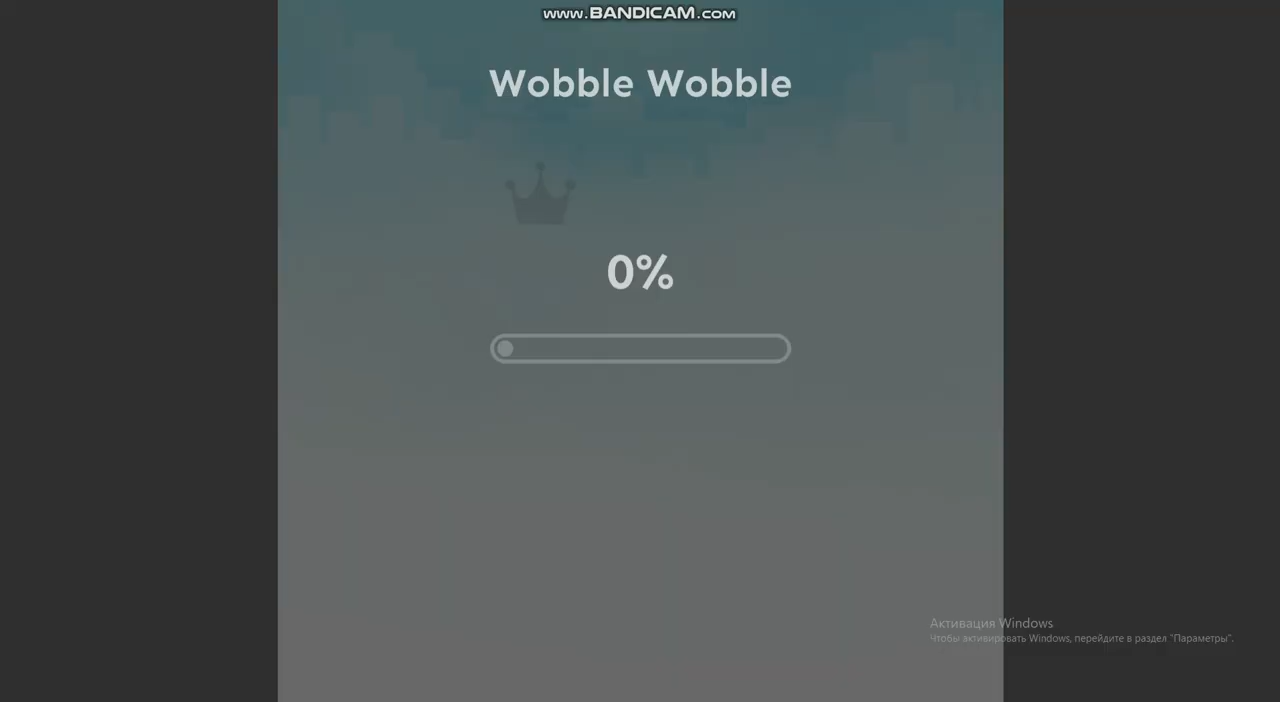 www.BANDICAM.com
Wobble Wobble
0%
Активация Windows
Чтобы активировать Windows, перейдите в раздел "Параметры".